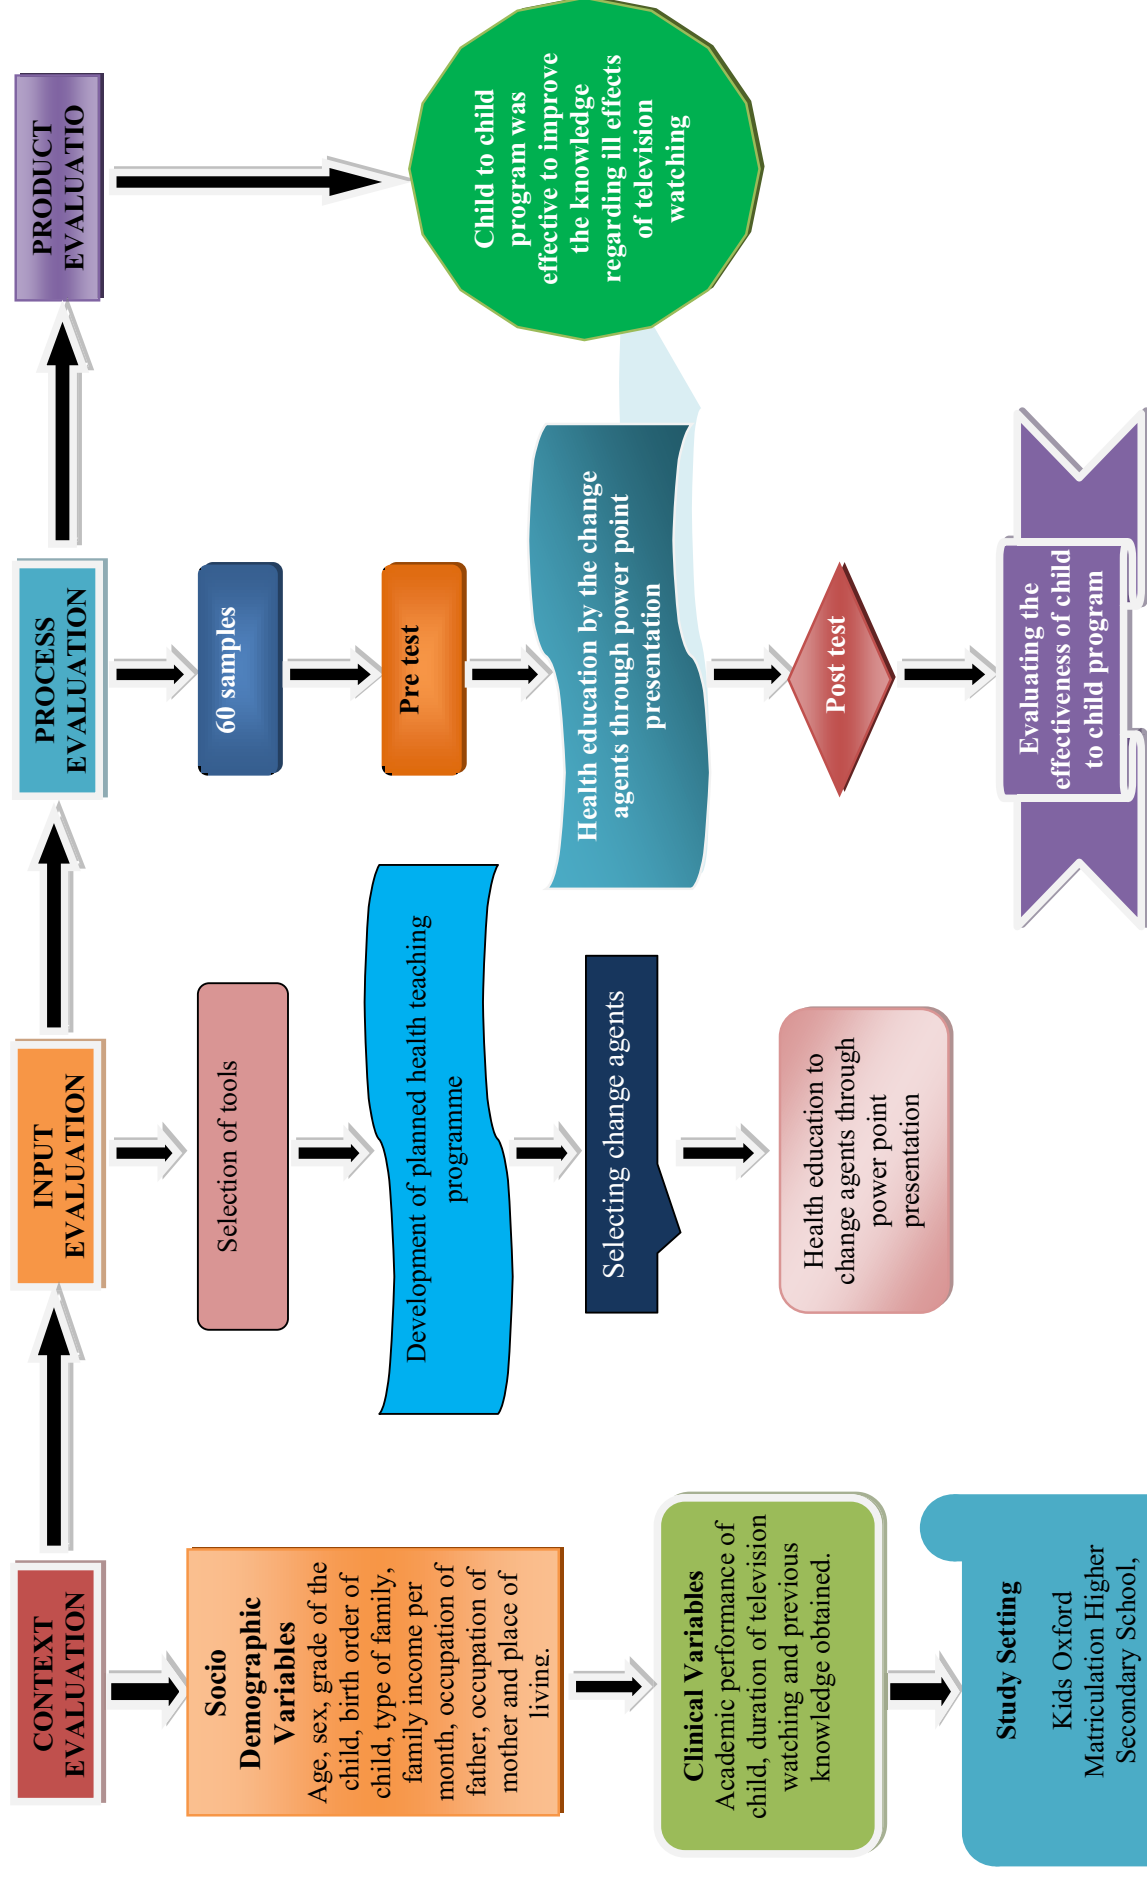 CONTEXT
EVALUATION
INPUT
EVALUATION
PROCESS
EVALUATION
PRODUCT
EVALUATIO
Socio
Demographic
Variables
Age, sex, grade of the
child, birth order of
child, type of family,
family income per
month, occupation of
father, occupation of
mother and place of
living.
Clinical Variables
Academic performance of
child, duration of television
watching and previous
knowledge obtained.
Study Setting
Kids Oxford
Matriculation Higher
Secondary School,
Selection of tools
Development of planned health teaching
programme
Selecting change agents
Health education to
change agents through
power point
presentation
60 samples
Pre test
Health education by the change
agents through power point
presentation
Post test
Evaluating the
effectiveness of child
to child program
Child to child
program was
effective to improve
the knowledge
regarding ill effects
of television
watching